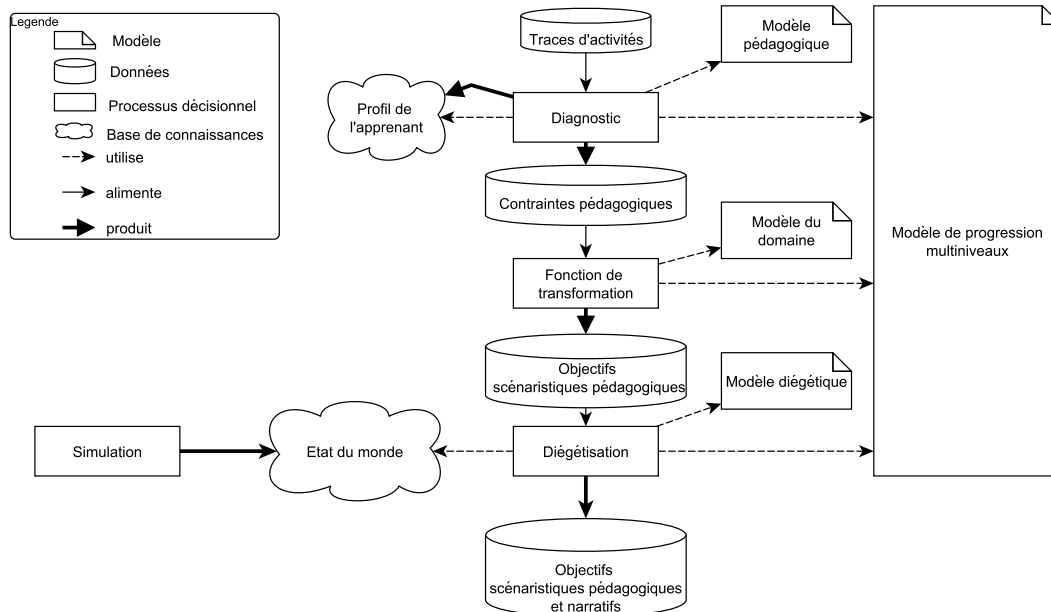 Legende
Modèle
Données
Processus décisionnel
Base de connaissances
utilise
alimente
produit
Traces d'activités
Modèle
pédagogique
Profil de
l'apprenant
Diagnostic
Contraintes pédagogiques
Modèle du
domaine
Modèle de progression
multiniveaux
Fonction de
transformation
Objectifs
scénaristiques pédagogiques
Modèle diégétique
Simulation
Etat du monde
Diégétisation
Objectifs
scénaristiques pédagogiques
et narratifs